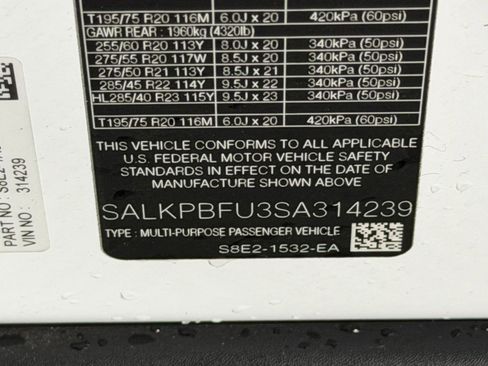 T195/75 R20 116M 6.0J x 20 420kPa (60psi)
GAWR REAR : 1960kg (4320lb)
255/60 R20 113Y 8.0J x 20 340kPa (50psi)
275/55 R20 117W 8.0J x 20 340kPa (50psi)
275/50 R21 113Y 8.5J x 21 340kPa (50psi)
285/45 R22 114Y 9.5J x 22 340kPa (50psi)
HL285/40 R23 115Y 9.5J x 23 340kPa (50psi)
T195/75 R20 116M 6.0J x 20 420kPa (60psi)
THIS VEHICLE CONFORMS TO ALL APPLICABLE
U.S. FEDERAL MOTOR VEHICLE SAFETY
STANDARDS IN EFFECT ON THE DATE OF
MANUFACTURE SHOWN ABOVE
SALKPBFU3SA314239
TYPE : MULTI-PURPOSE PASSENGER VEHICLE
S8E2-1532-EA
PART NO :
VIN NO : 314239